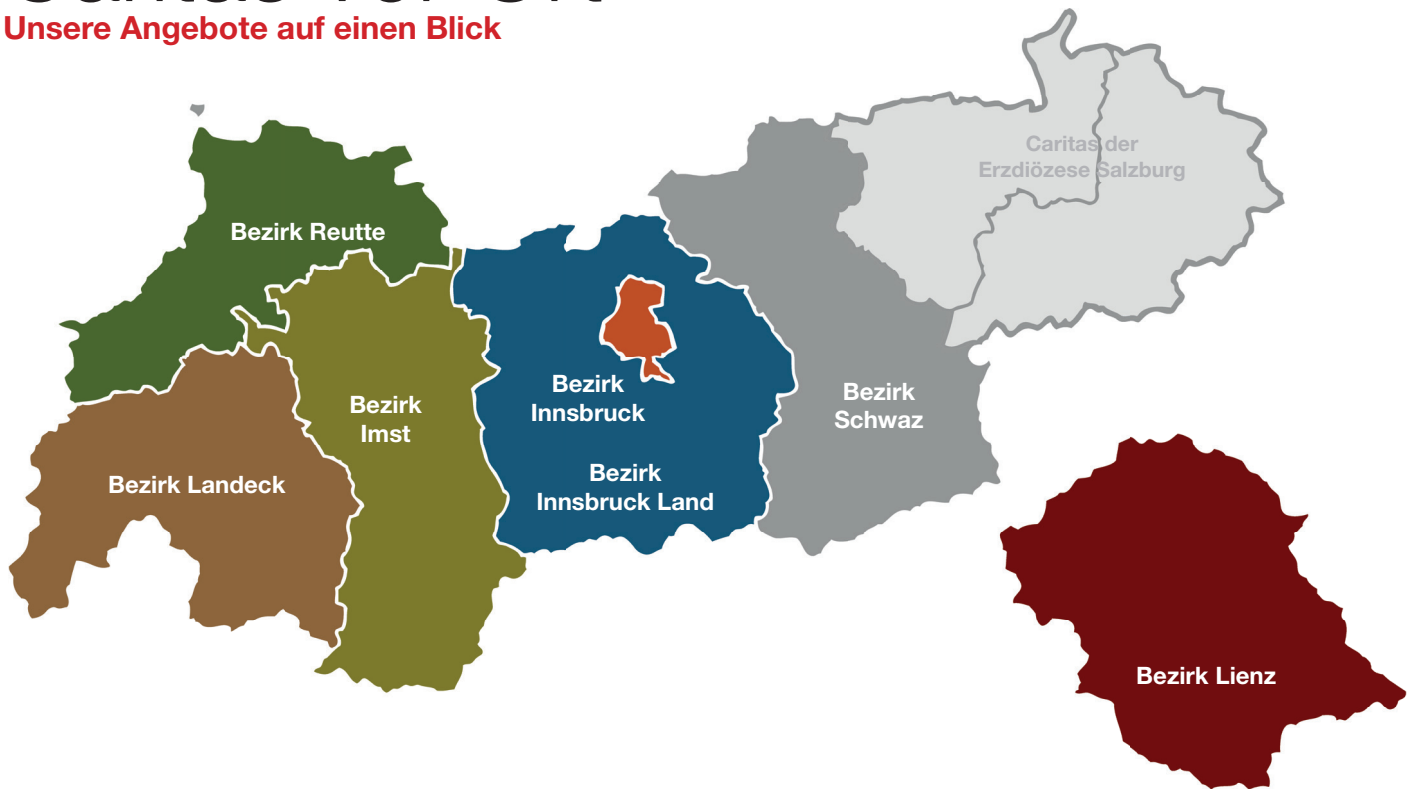 Unsere Angebote auf einen Blick
Caritas der
Erzdiözese Salzburg
Bezirk Reutte
Bezirk
Innsbruck
Bezirk
Schwaz
Bezirk
Imst
Bezirk Landeck
Bezirk
Innsbruck Land
Bezirk Lienz